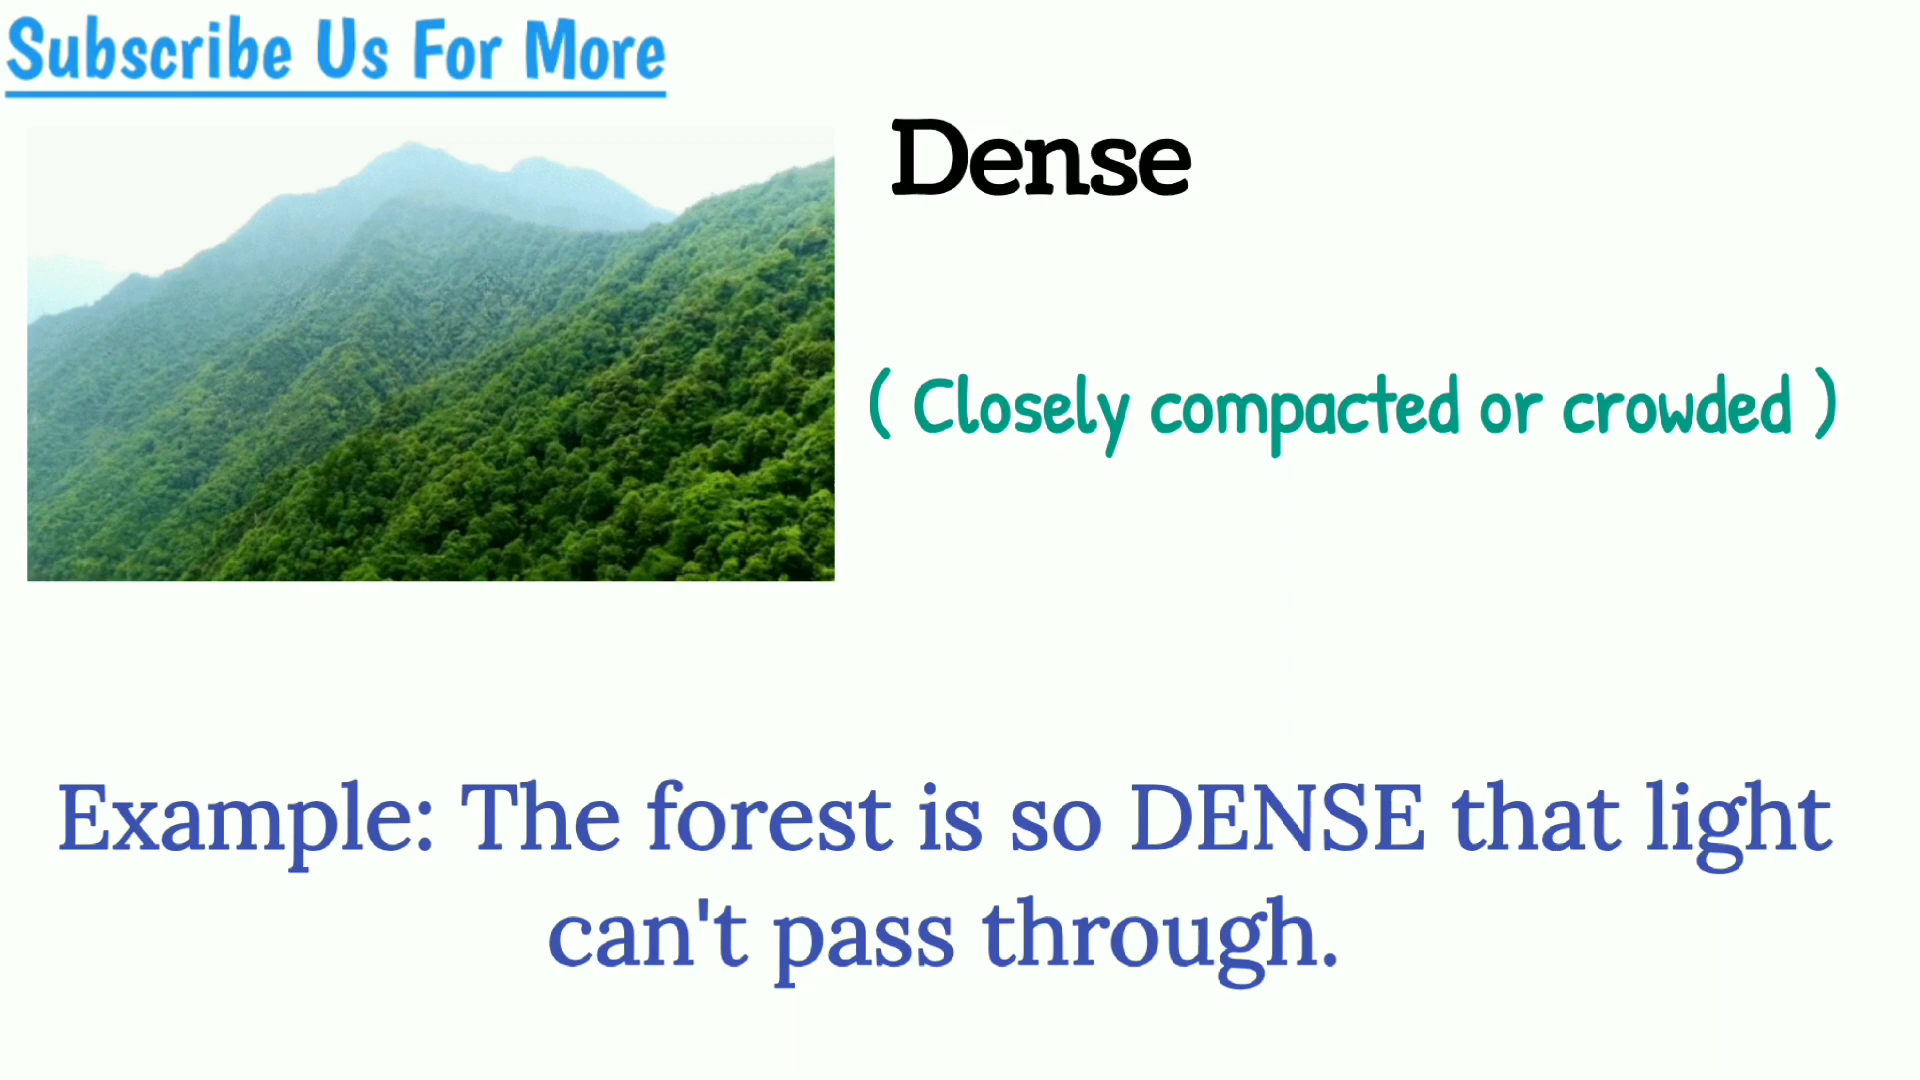 Subscribe Us For More
Dense
( Closely compacted or crowded )
Example: The forest is so DENSE that light
can't pass through.